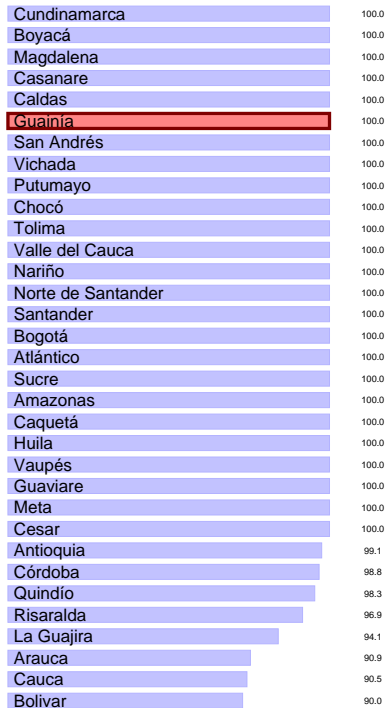 Cundinamarca 100.0
Boyacá 100.0
Magdalena 100.0
Casanare 100.0
Caldas 100.0
Guainía 100.0
San Andrés 100.0
Vichada 100.0
Putumayo 100.0
Chocó 100.0
Tolima 100.0
Valle del Cauca 100.0
Nariño 100.0
Norte de Santander 100.0
Santander 100.0
Bogotá 100.0
Atlántico 100.0
Sucre 100.0
Amazonas 100.0
Caquetá 100.0
Huila 100.0
Vaupés 100.0
Guaviare 100.0
Meta 100.0
Cesar 100.0
Antioquia 99.1
Córdoba 98.8
Quindío 98.3
Risaralda 96.9
La Guajira 94.1
Arauca 90.9
Cauca 90.5
Bolivar 90.0